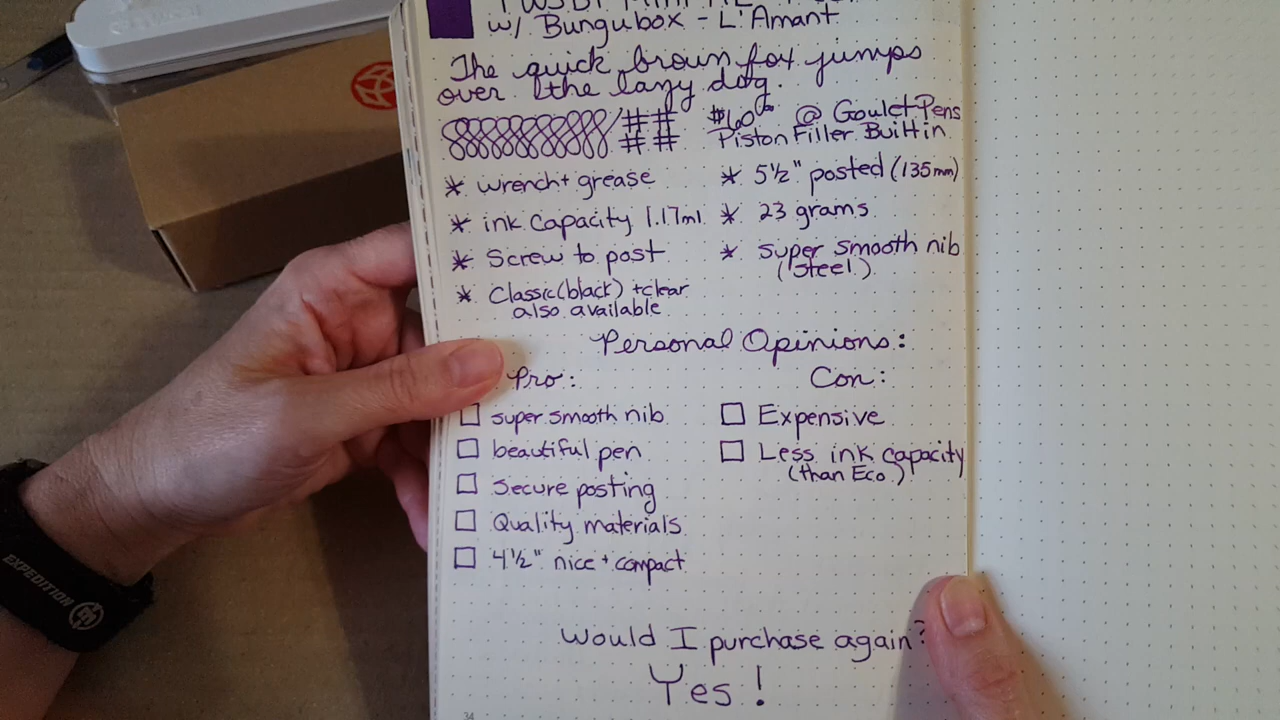 w/ Bungubox - L'Amant
The quick brown fox jumps
over the lazy dog.
## $60⁰⁰ @ GouletPens
## Piston Filler Built in
* wrench + grease
* 5½" posted (135mm)
* ink capacity 1.17ml
* 23 grams
* Screw to post
* super smooth nib
(Steel)
* Classic (black) + clear
also available
Personal Opinions:
Pro:
Con:
□ super smooth nib
□ Expensive
□ beautiful pen
□ Less ink capacity
(than Eco)
□ Secure posting
□ Quality materials
□ 4½" nice + compact
Would I purchase again?
Yes!
34
EXPEDITION